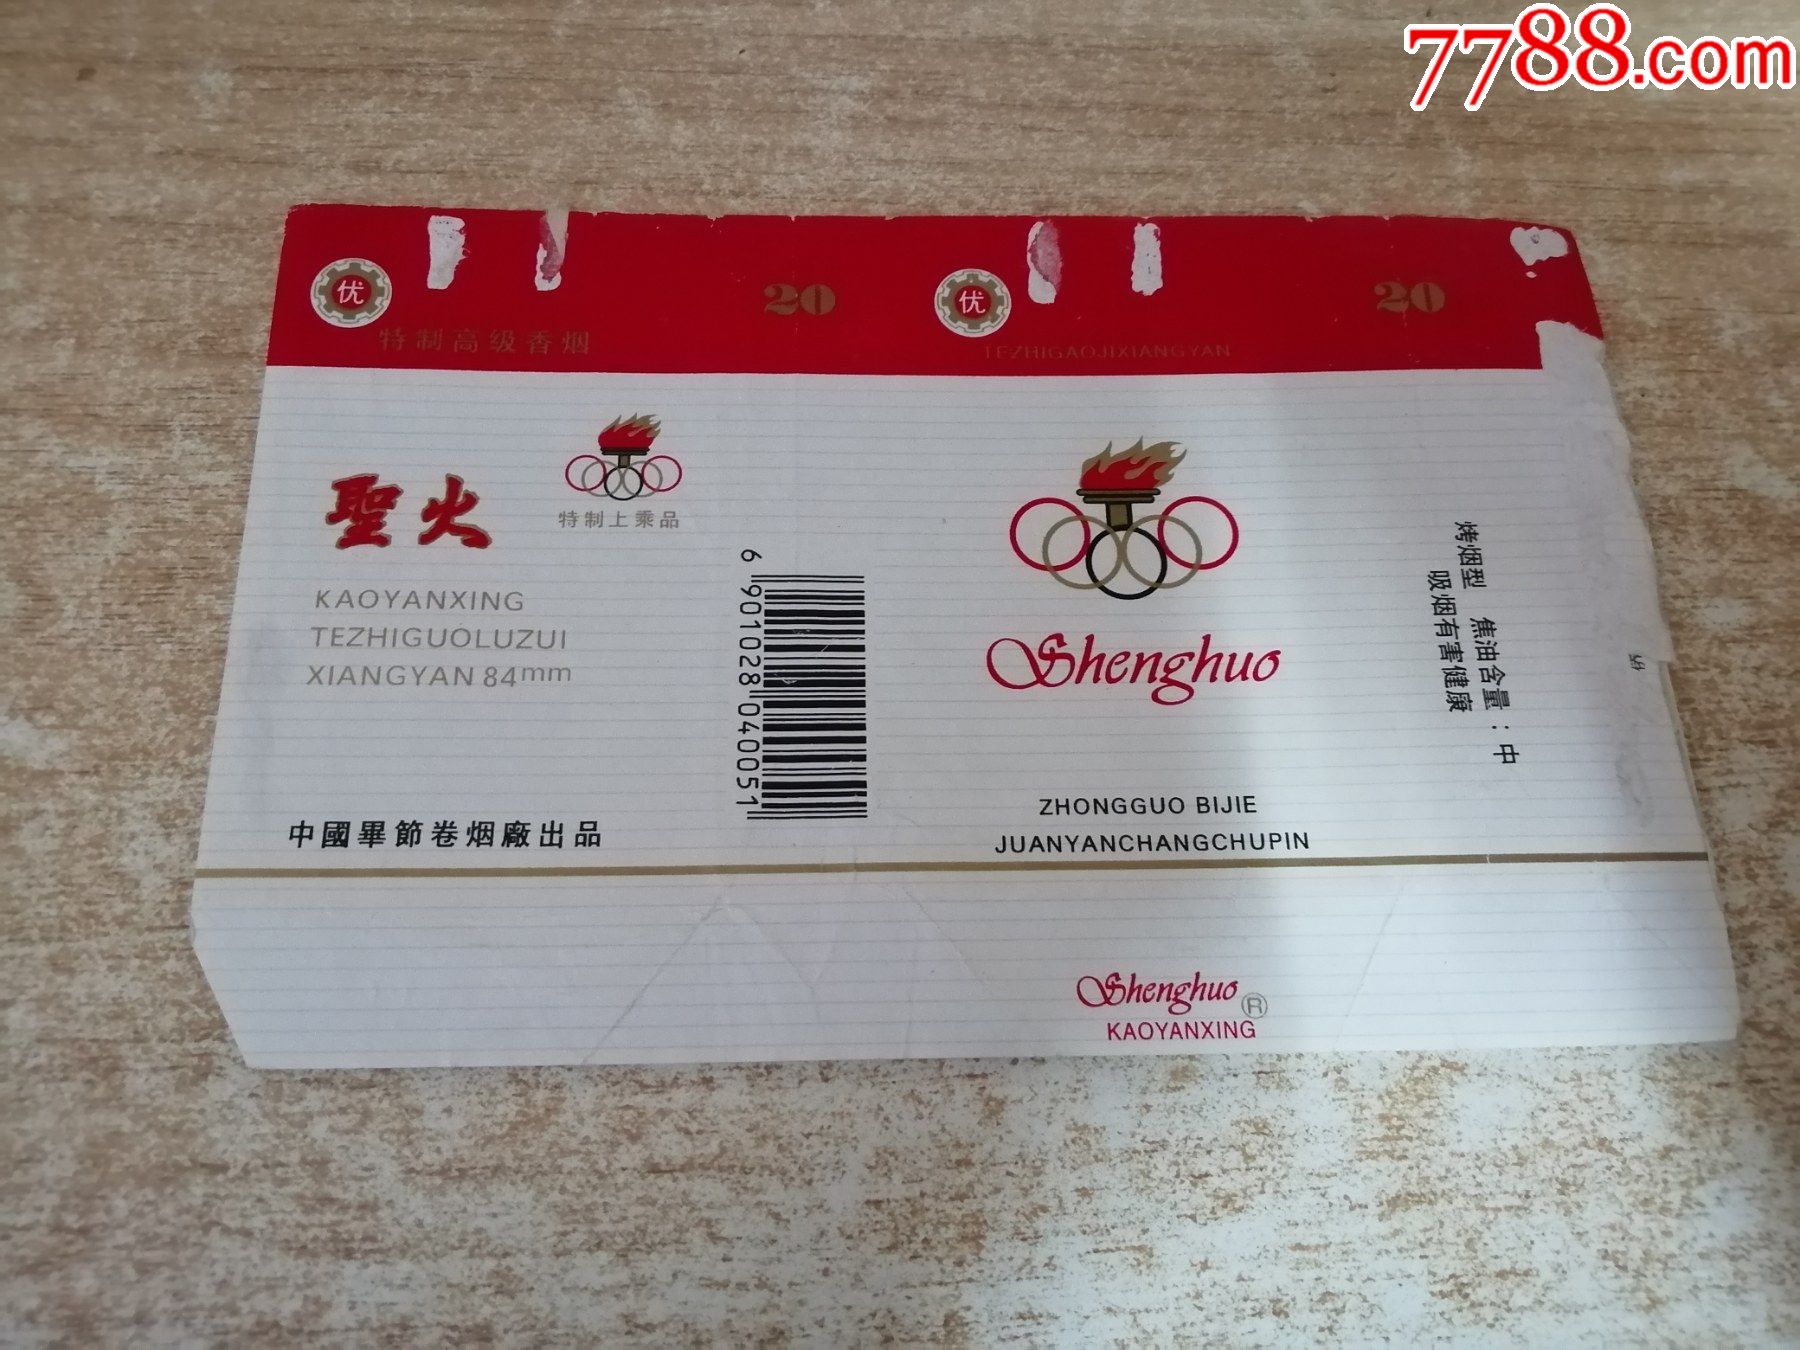 7788.com
优
特制高级香烟
20
优
TEZHIGAOJIXIANGYAN
20
聖火
特制上乘品
KAOYANXING
TEZHIGUOLUZUI
XIANGYAN 84mm
中國畢節卷烟廠出品
6 901028 040051
Shenghuo
ZHONGGUO BIJIE
JUANYANCHANGCHUPIN
烤烟型 焦油含量：中
吸烟有害健康
Shenghuo®
KAOYANXING